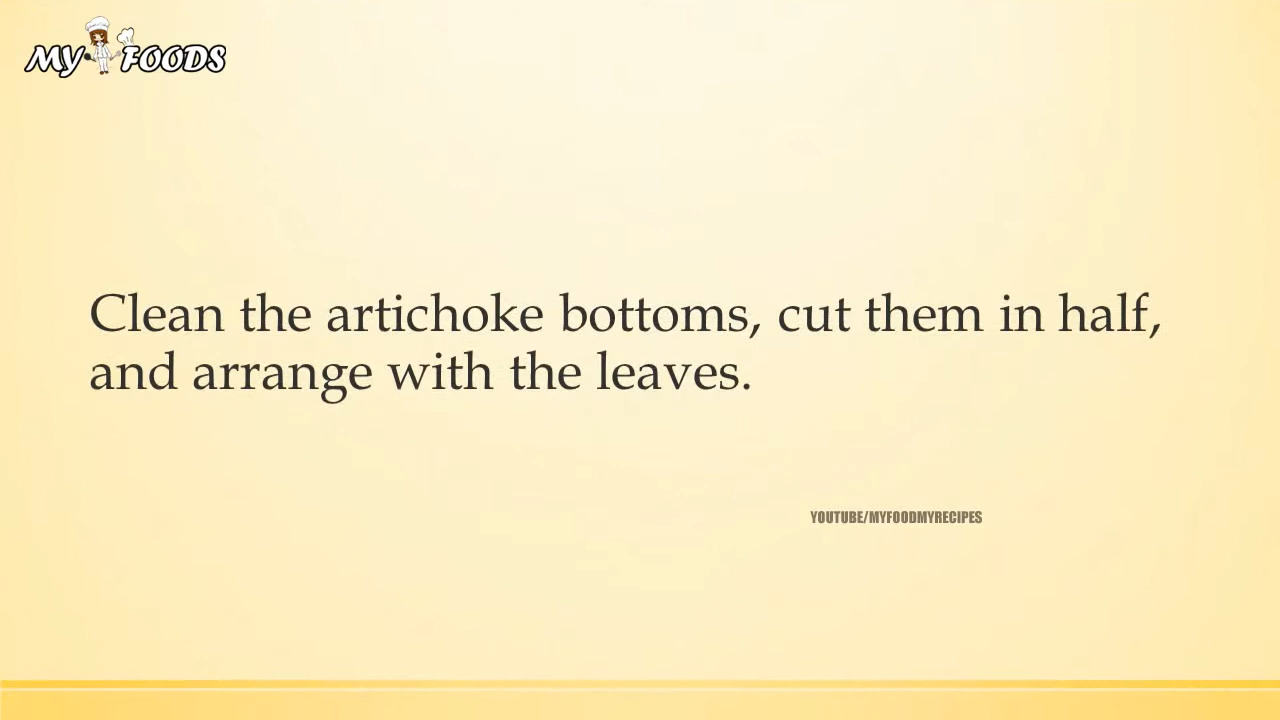 MY FOODS
Clean the artichoke bottoms, cut them in half,
and arrange with the leaves.
YOUTUBE/MYFOODMYRECIPES